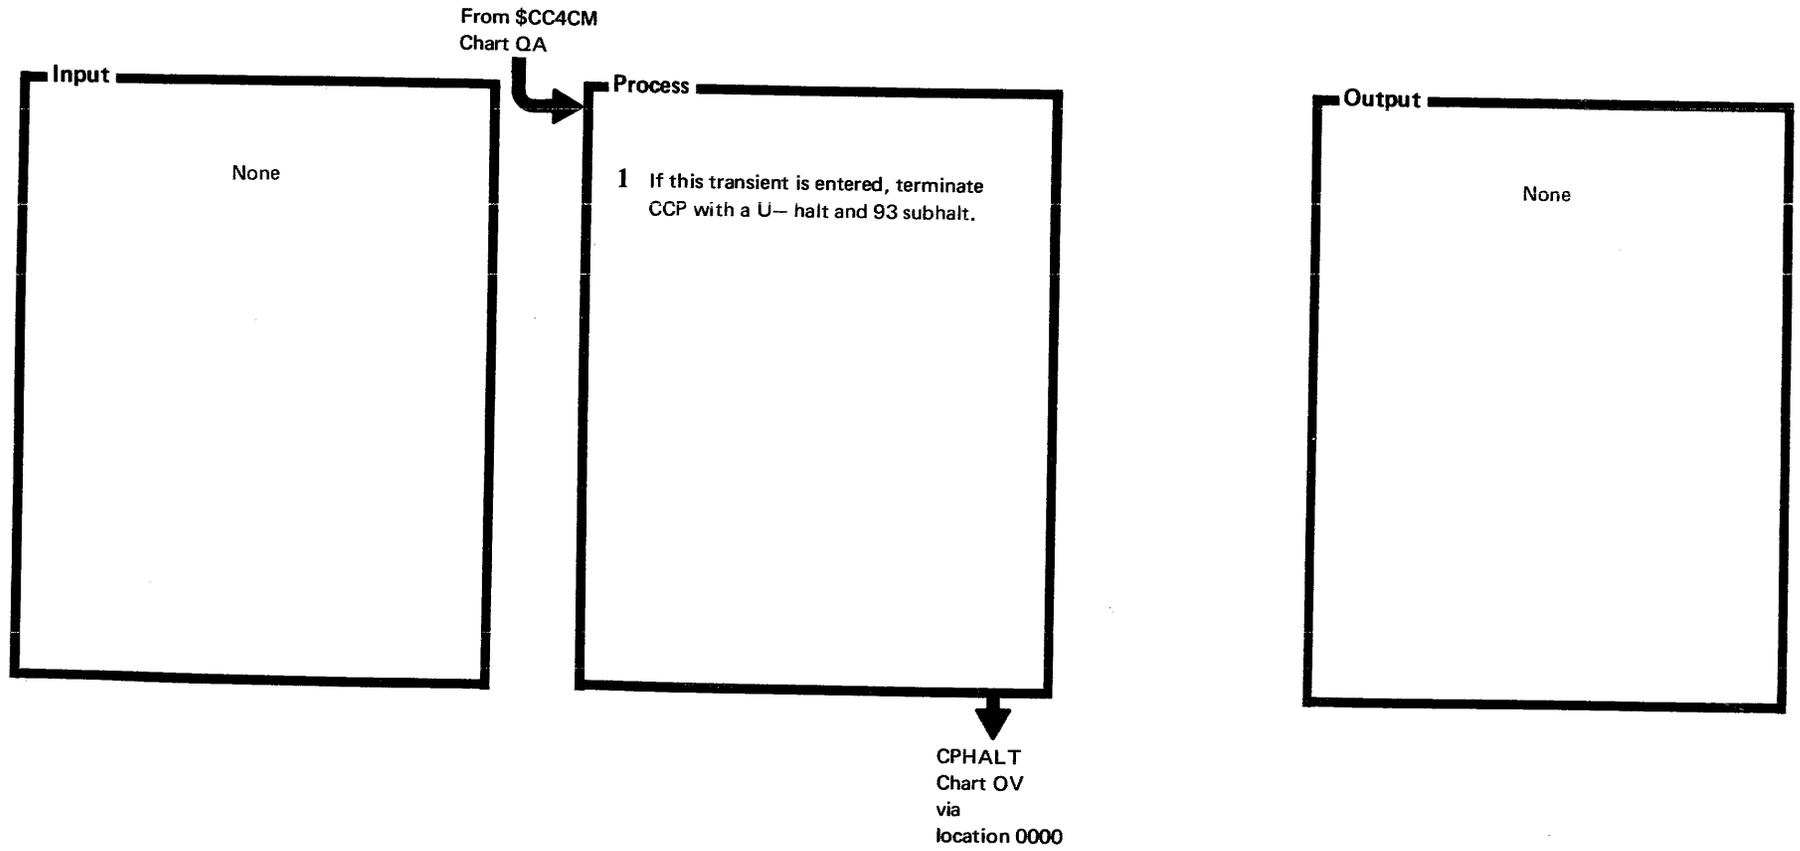 From $CC4CM
Chart QA
Input
None
Process
1 If this transient is entered, terminate
CCP with a U— halt and 93 subhalt.
Output
None
CPHALT
Chart OV
via
location 0000